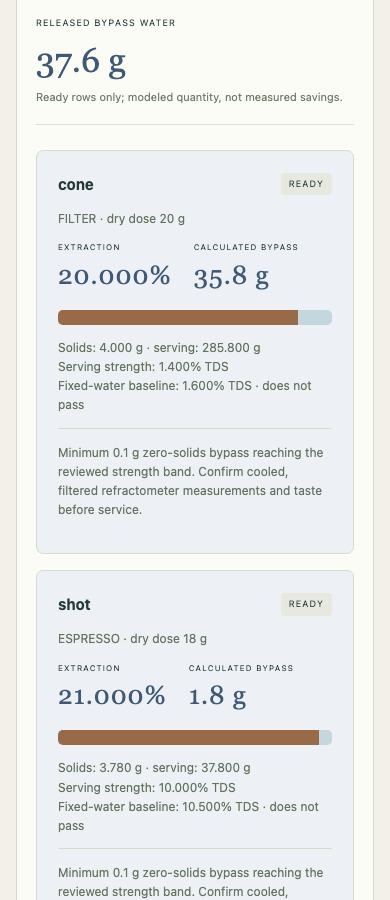 RELEASED BYPASS WATER
37.6 g
Ready rows only; modeled quantity, not measured savings.
cone
READY
FILTER · dry dose 20 g
EXTRACTION
CALCULATED BYPASS
20.000%
35.8 g
Solids: 4.000 g · serving: 285.800 g
Serving strength: 1.400% TDS
Fixed-water baseline: 1.600% TDS · does not
pass
Minimum 0.1 g zero-solids bypass reaching the
reviewed strength band. Confirm cooled,
filtered refractometer measurements and taste
before service.
shot
READY
ESPRESSO · dry dose 18 g
EXTRACTION
CALCULATED BYPASS
21.000%
1.8 g
Solids: 3.780 g · serving: 37.800 g
Serving strength: 10.000% TDS
Fixed-water baseline: 10.500% TDS · does not
pass
Minimum 0.1 g zero-solids bypass reaching the
reviewed strength band. Confirm cooled,